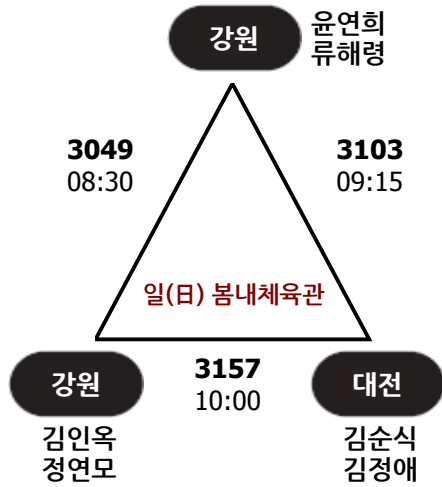 강원
윤연희
류해령
3049
08:30
3103
09:15
일(日) 봄내체육관
강원
김인옥
정연모
3157
10:00
대전
김순식
김정애